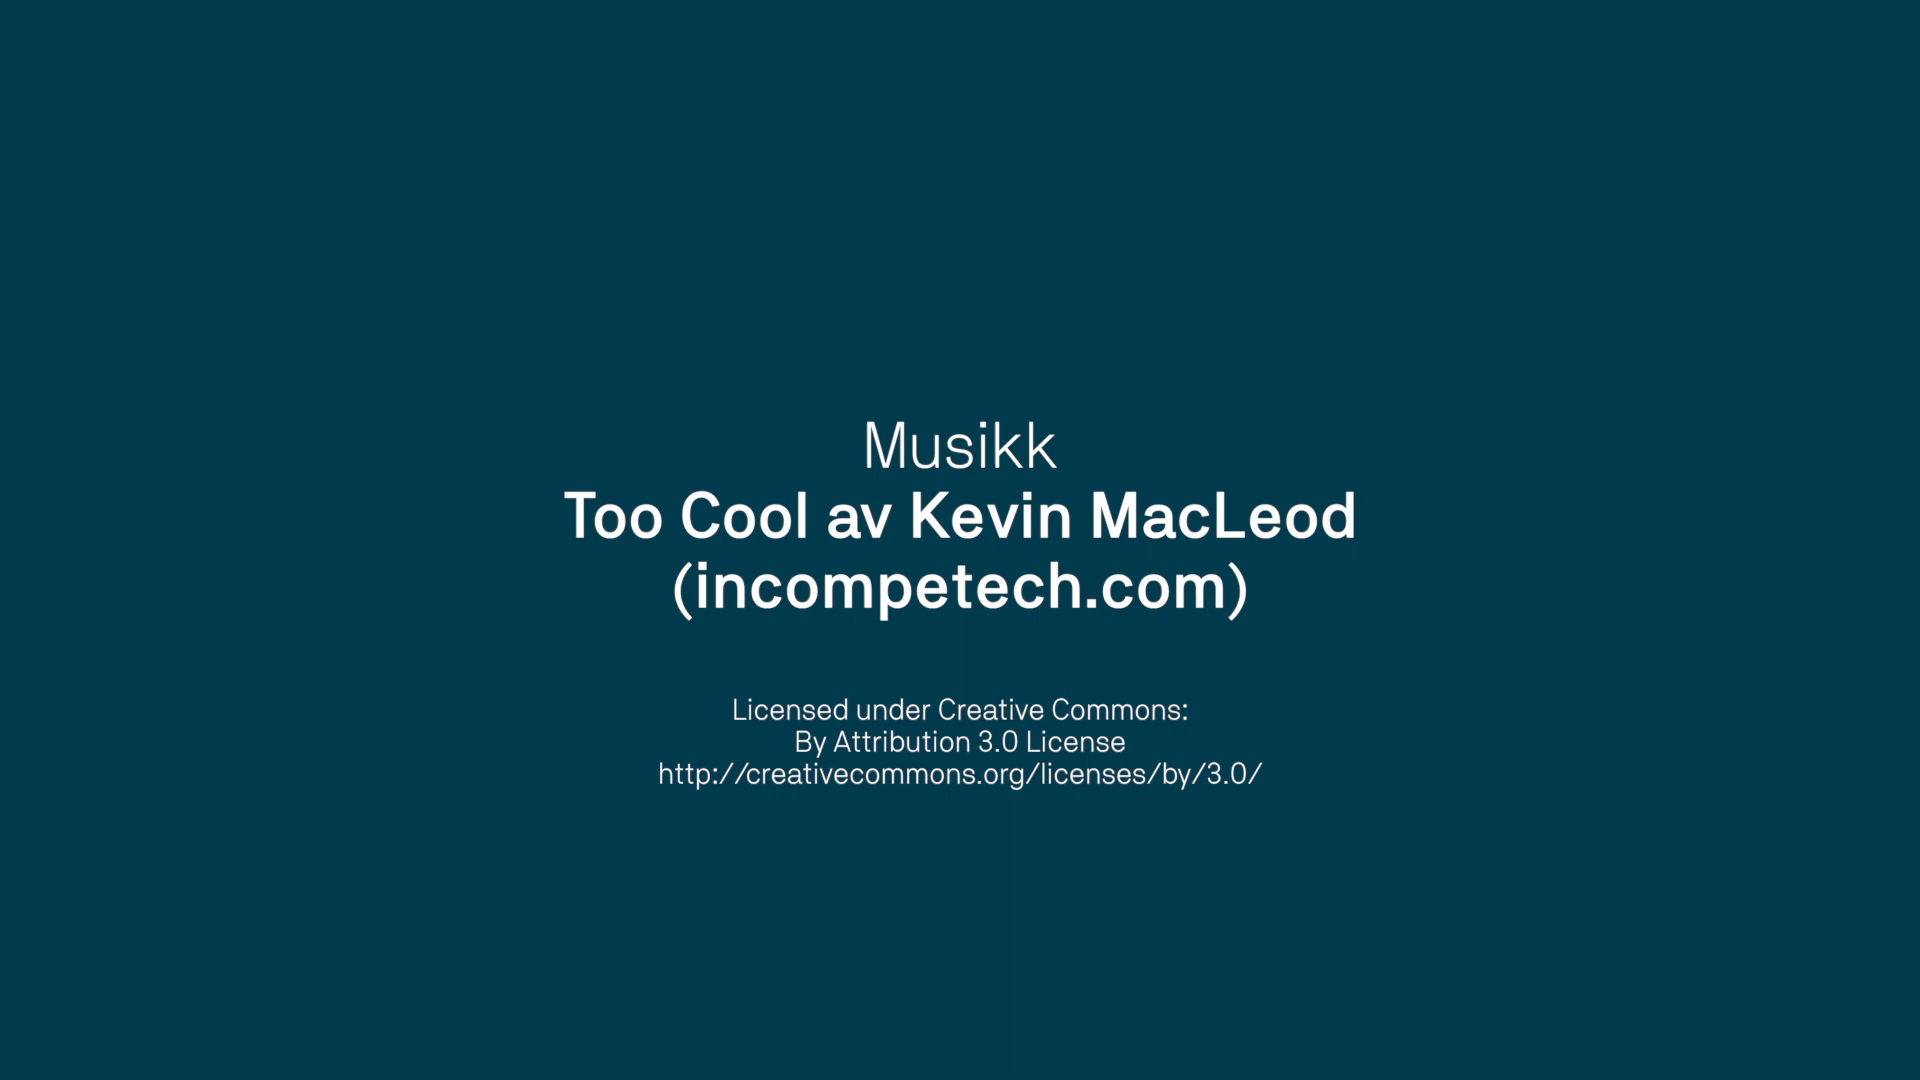 Musikk
Too Cool av Kevin MacLeod
(incompetech.com)
Licensed under Creative Commons:
By Attribution 3.0 License
http://creativecommons.org/licenses/by/3.0/